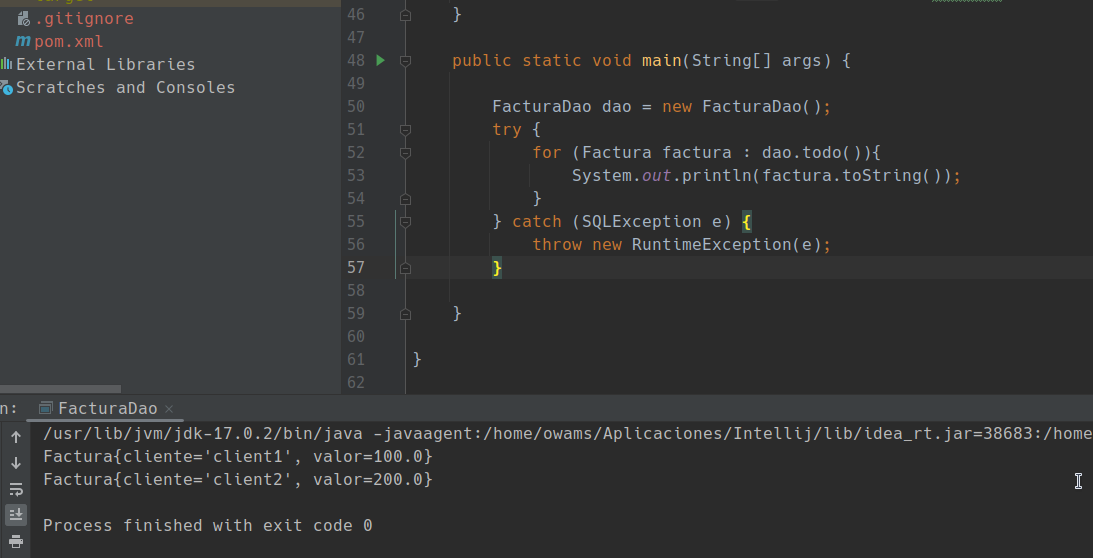 .gitignore
pom.xml
External Libraries
Scratches and Consoles
46 }
47
48 public static void main(String[] args) {
49
50 FacturaDao dao = new FacturaDao();
51 try {
52 for (Factura factura : dao.todo()){
53 System.out.println(factura.toString());
54 }
55 } catch (SQLException e) {
56 throw new RuntimeException(e);
57 }
58
59 }
60
61 }
62
n: FacturaDao ×
/usr/lib/jvm/jdk-17.0.2/bin/java -javaagent:/home/owams/Aplicaciones/Intellij/lib/idea_rt.jar=38683:/home
Factura{cliente='client1', valor=100.0}
Factura{cliente='client2', valor=200.0}
Process finished with exit code 0